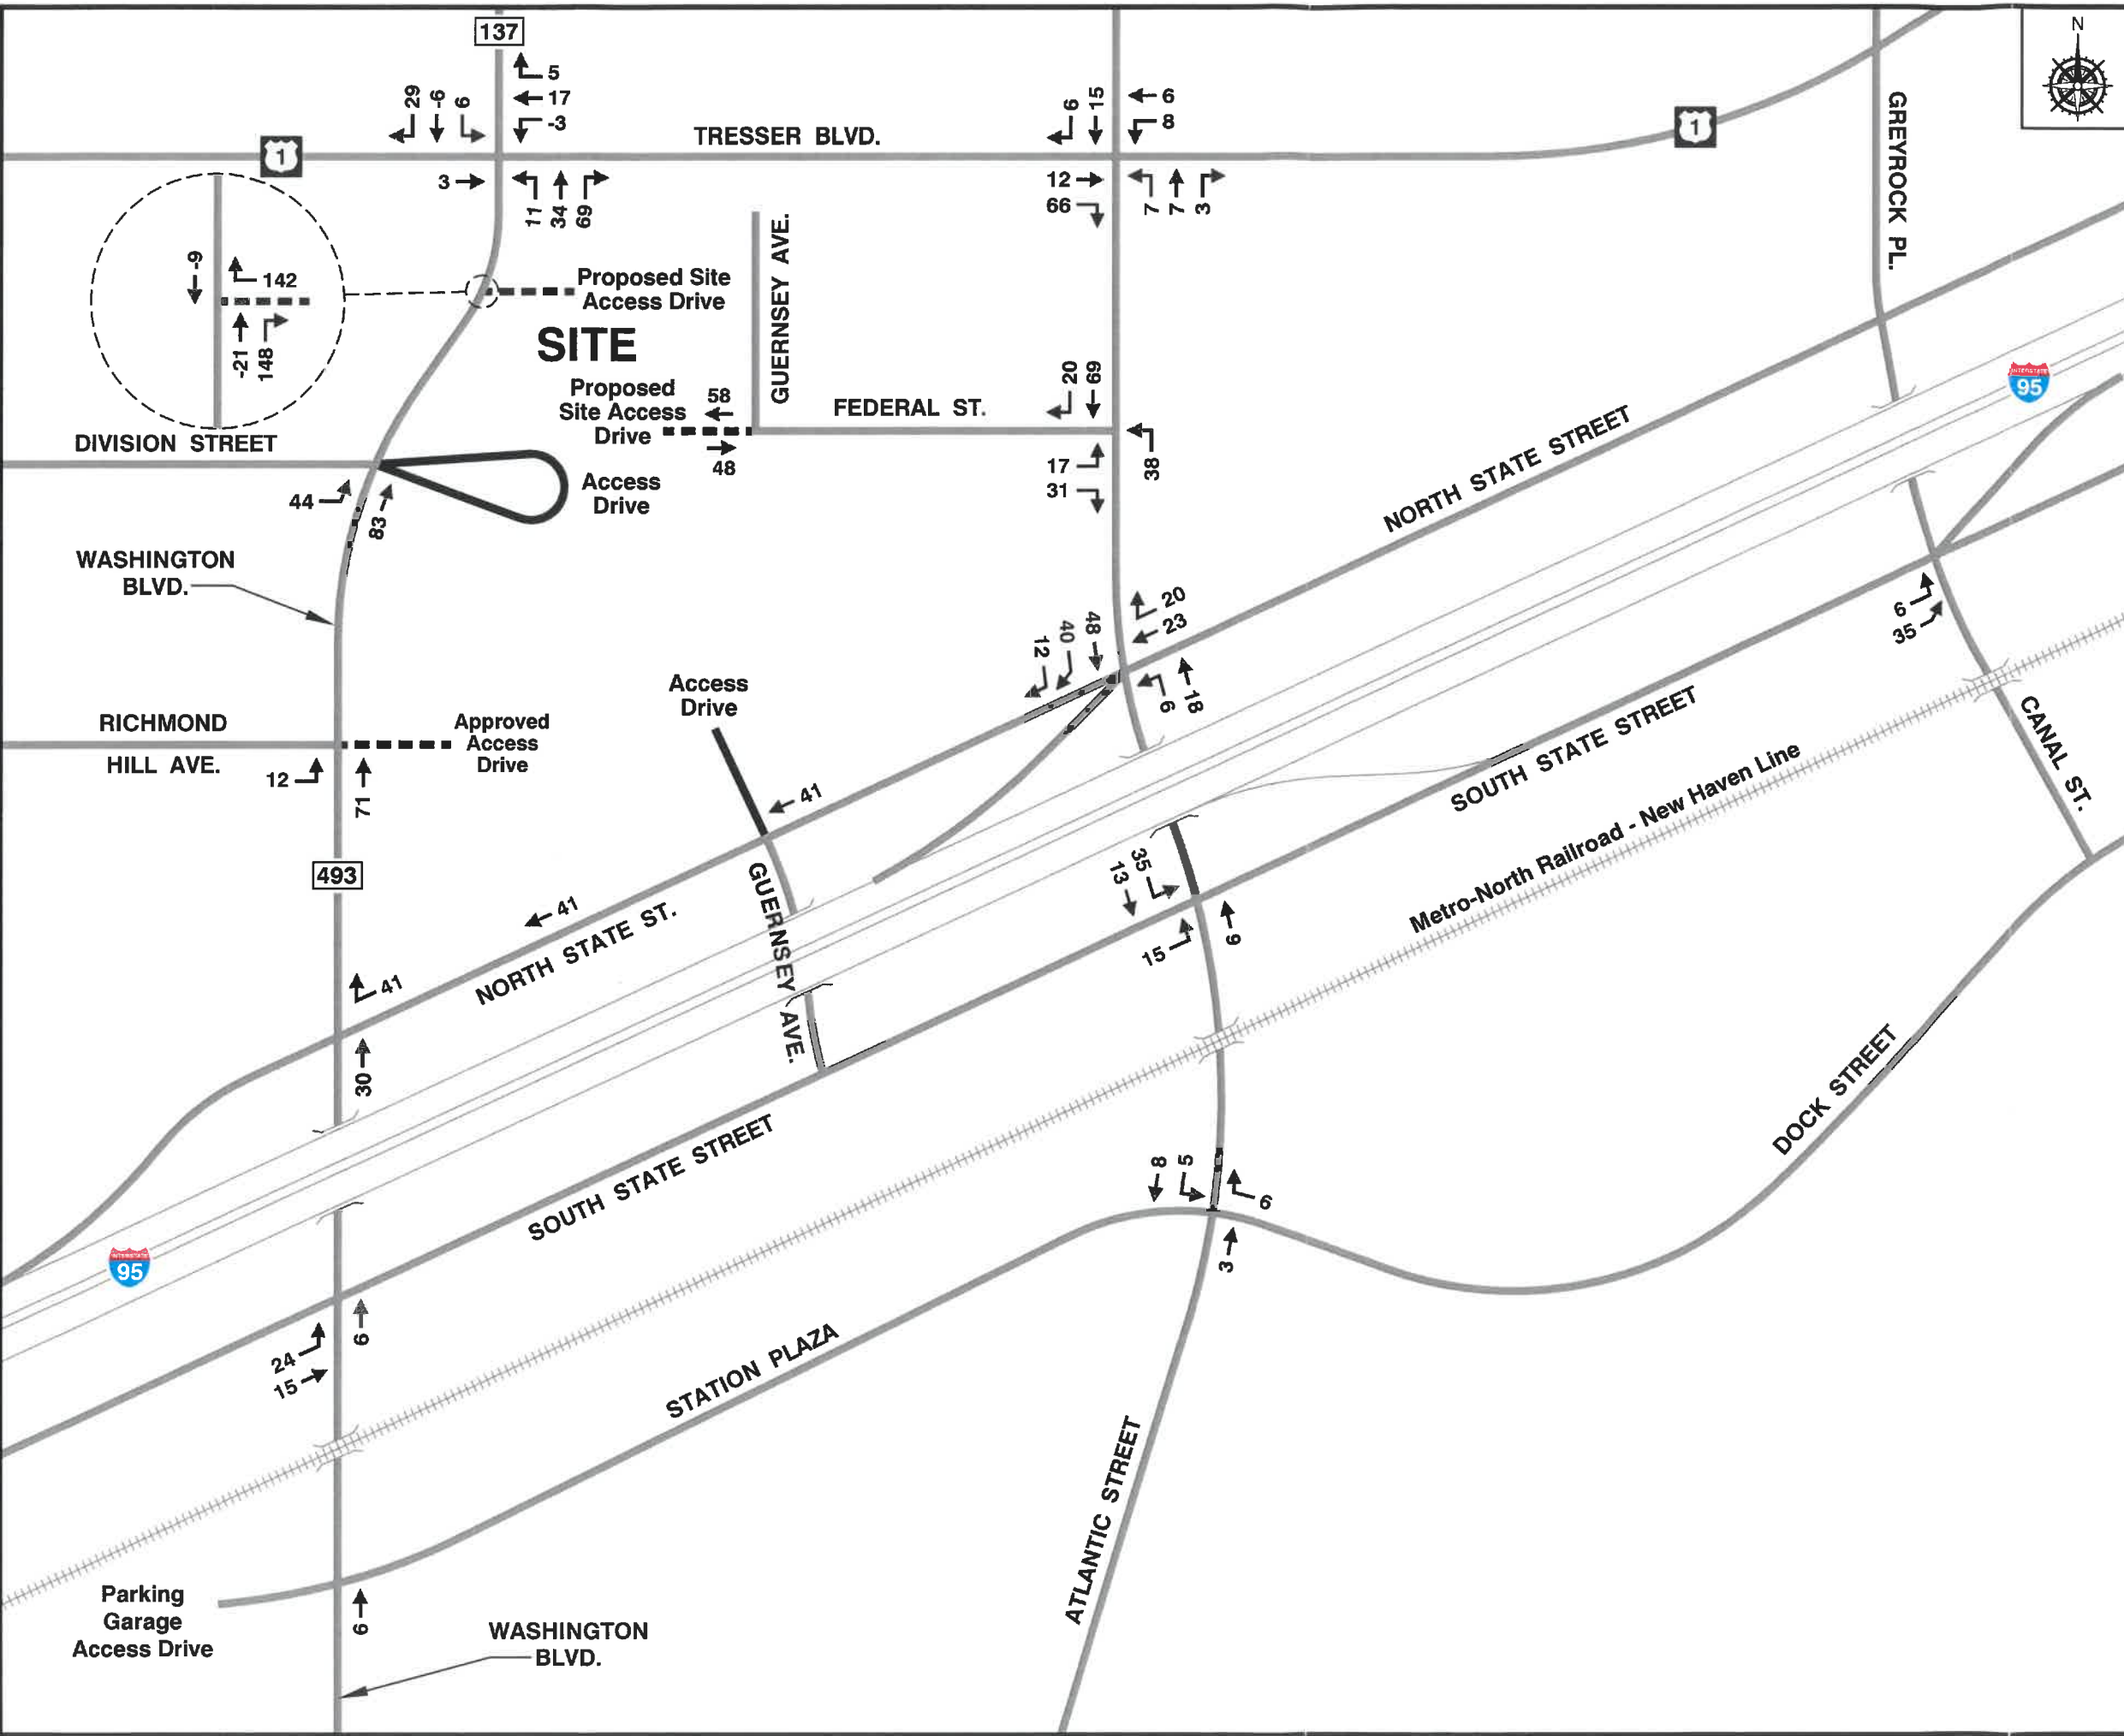 137
N
5
17
-3
29
-6
6
TRESSER BLVD.
1
3
11
34
69
6
15
6
8
12
66
7
7
3
1
GREYROCK PL.
-9
142
-21
148
Proposed Site
Access Drive
SITE
GUERNSEY AVE.
Proposed
Site Access
Drive
58
48
FEDERAL ST.
20
69
17
31
38
NORTH STATE STREET
INTERSTATE
95
DIVISION STREET
44
83
Access
Drive
WASHINGTON
BLVD.
20
23
12
40
48
6
18
6
35
RICHMOND
HILL AVE.
Approved
Access
Drive
12
71
Access
Drive
41
SOUTH STATE STREET
CANAL ST.
Metro-North Railroad - New Haven Line
493
41
NORTH STATE ST.
GUERNSEY AVE.
35
13
15
9
41
30
DOCK STREET
SOUTH STATE STREET
8
5
6
3
INTERSTATE
95
6
24
15
STATION PLAZA
ATLANTIC STREET
Parking
Garage
Access Drive
6
WASHINGTON
BLVD.